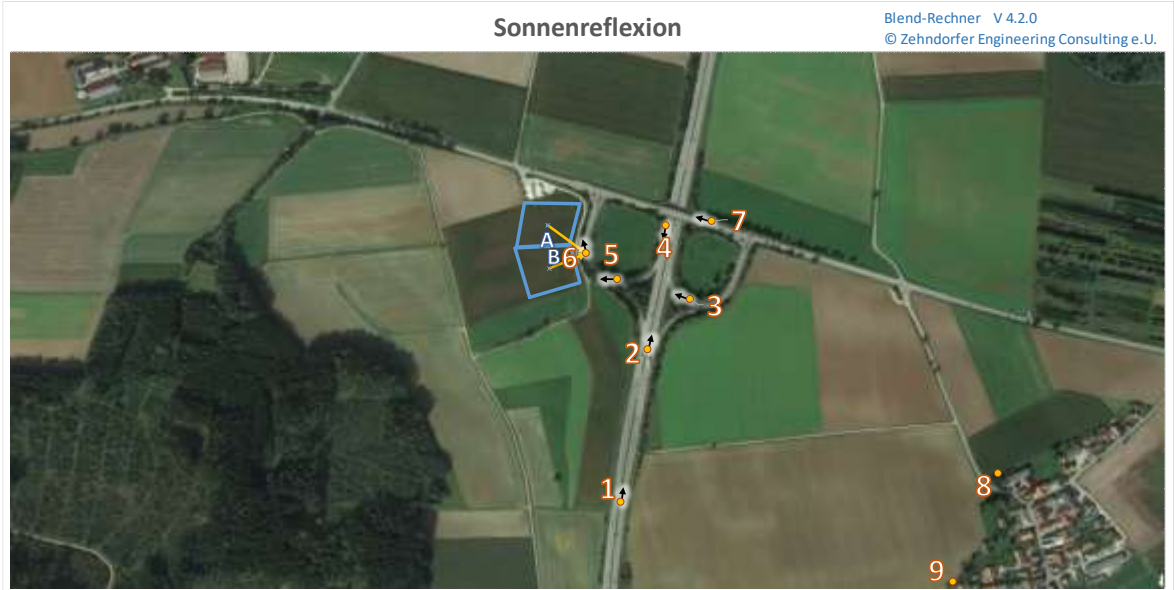 Sonnenreflexion
Blend-Rechner V 4.2.0
© Zehndorfer Engineering Consulting e.U.
7
A
4
B
6
5
3
2
1
8
9